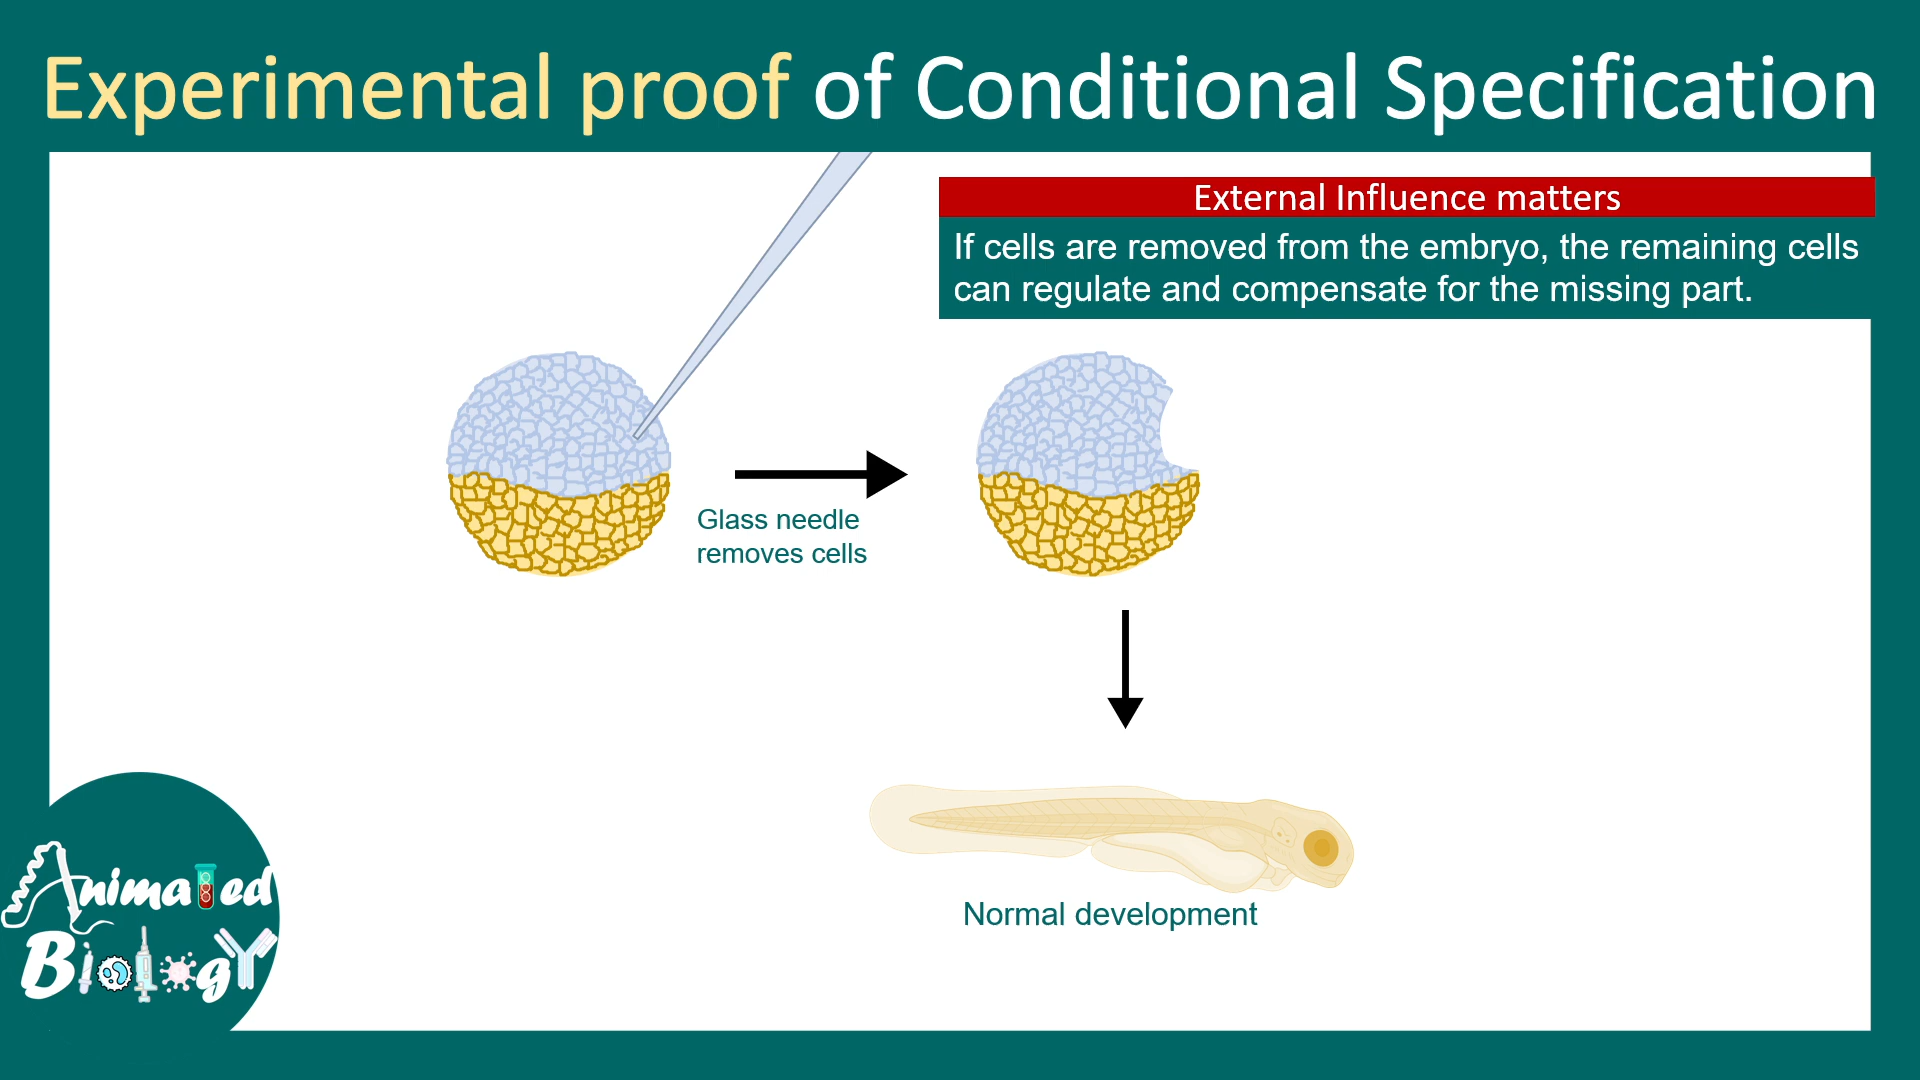 Experimental proof of Conditional Specification
External Influence matters
If cells are removed from the embryo, the remaining cells
can regulate and compensate for the missing part.
Glass needle
removes cells
Normal development
Animated
Biology